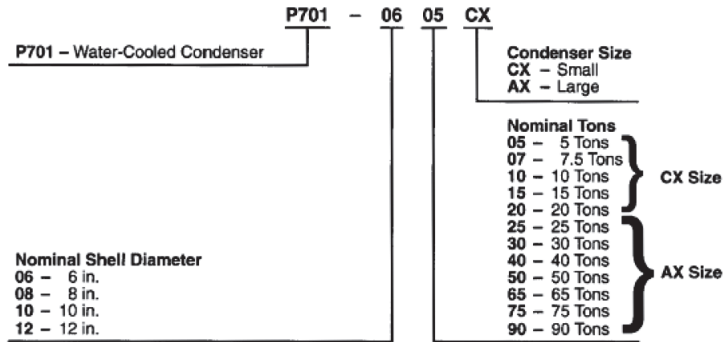 P701 – 06 05 CX
P701 – Water-Cooled Condenser
Condenser Size
CX – Small
AX – Large
Nominal Tons
05 – 5 Tons
07 – 7.5 Tons
10 – 10 Tons
15 – 15 Tons
20 – 20 Tons
CX Size
25 – 25 Tons
30 – 30 Tons
40 – 40 Tons
50 – 50 Tons
65 – 65 Tons
75 – 75 Tons
90 – 90 Tons
AX Size
Nominal Shell Diameter
06 – 6 in.
08 – 8 in.
10 – 10 in.
12 – 12 in.